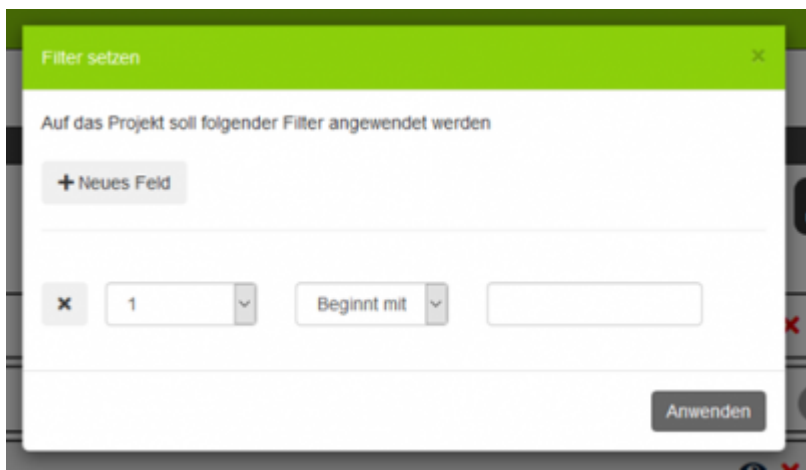 Filter setzen ×
Auf das Projekt soll folgender Filter angewendet werden
+ Neues Feld
× 1 Beginnt mit
Anwenden